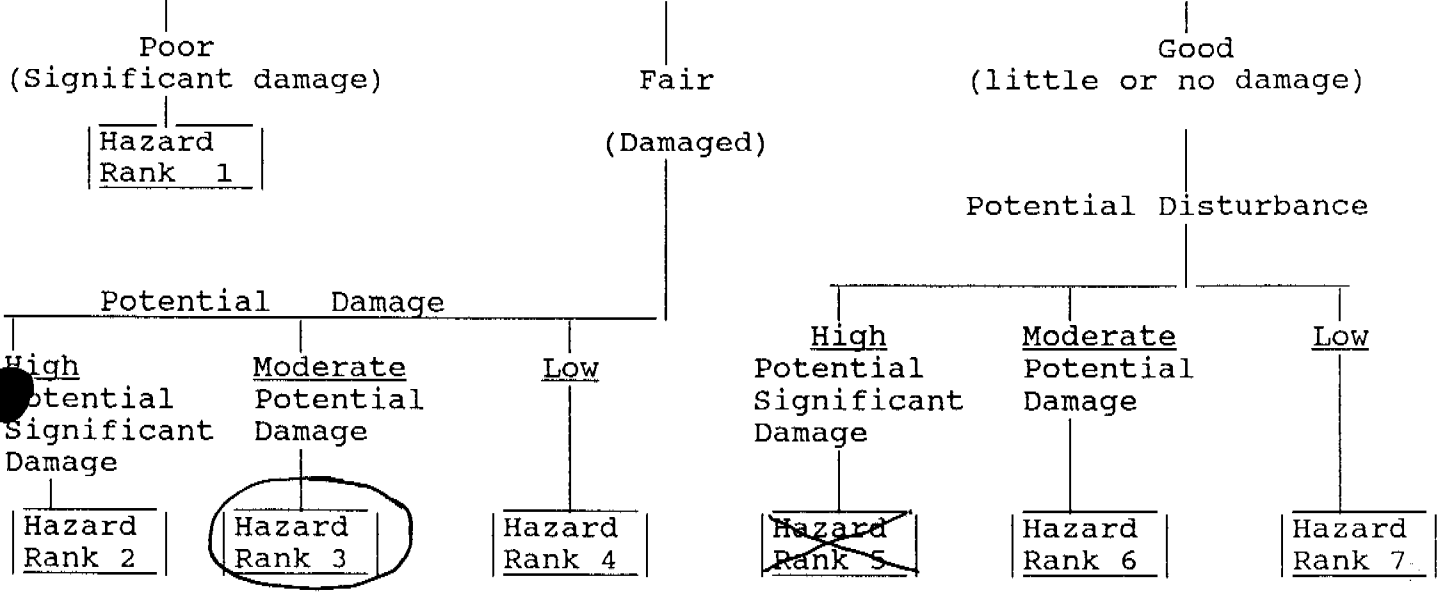 Poor
(Significant damage)
Hazard
Rank 1
Fair
(Damaged)
Good
(little or no damage)
Potential Disturbance
Potential Damage
High
Potential
Significant
Damage
Hazard
Rank 2
Moderate
Potential
Damage
Hazard
Rank 3
Low
Hazard
Rank 4
High
Potential
Significant
Damage
Hazard
Rank 5
Moderate
Potential
Damage
Hazard
Rank 6
Low
Hazard
Rank 7